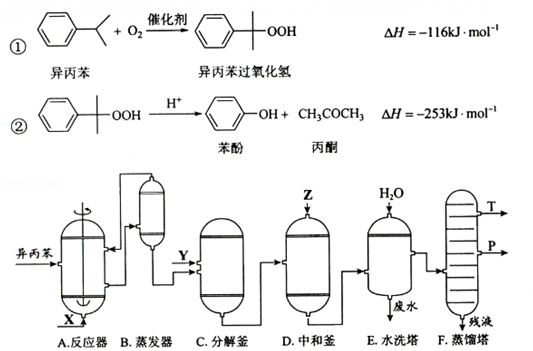 ① + O₂ 催化剂 OOH ΔH = −116kJ·mol⁻¹
异丙苯 异丙苯过氧化氢
② OOH H⁺ OH + CH₃COCH₃ ΔH = −253kJ·mol⁻¹
苯酚 丙酮
Z H₂O T
异丙苯 Y P
X 废水 残液
A.反应器 B.蒸发器 C.分解釜 D.中和釜 E.水洗塔 F.蒸馏塔